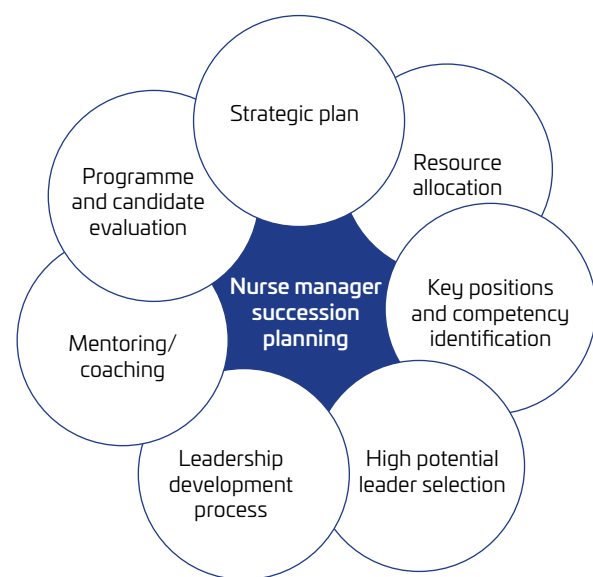 Strategic plan
Resource
allocation
Key positions
and competency
identification
High potential
leader selection
Leadership
development
process
Mentoring/
coaching
Programme
and candidate
evaluation
Nurse manager
succession
planning